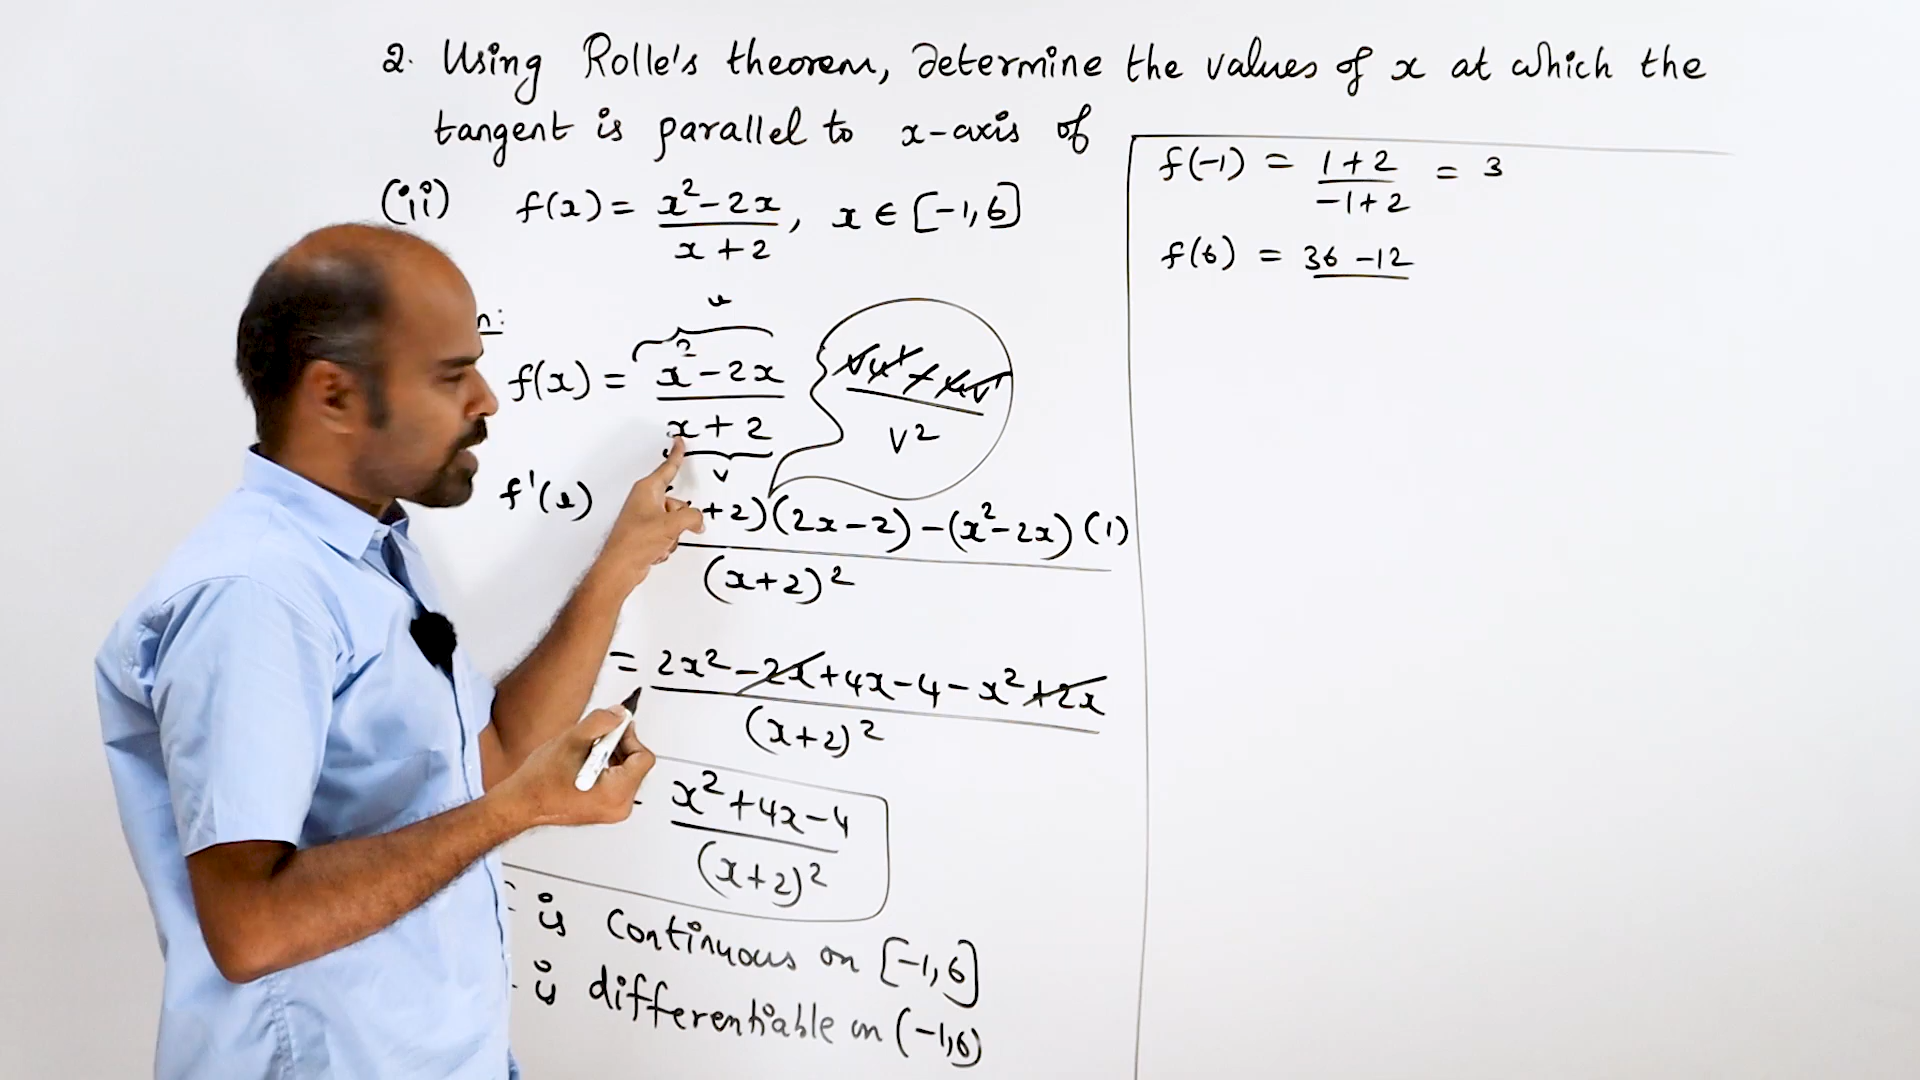 2. Using Rolle's theorem, determine the values of x at which the
tangent is parallel to x-axis of
(ii) f(x) = x² - 2x / x + 2, x ∈ [-1, 6]
n:
u
f(x) = x² - 2x / x + 2
v
vu' + uv' / v²
f'(x) +2)(2x-2) - (x²-2x)(1) / (x+2)²
= 2x² - 2x + 4x - 4 - x² + 2x / (x+2)²
x² + 4x - 4 / (x+2)²
is continuous on [-1, 6]
is differentiable on (-1, 6)
f(-1) = 1+2 / -1+2 = 3
f(6) = 36 - 12